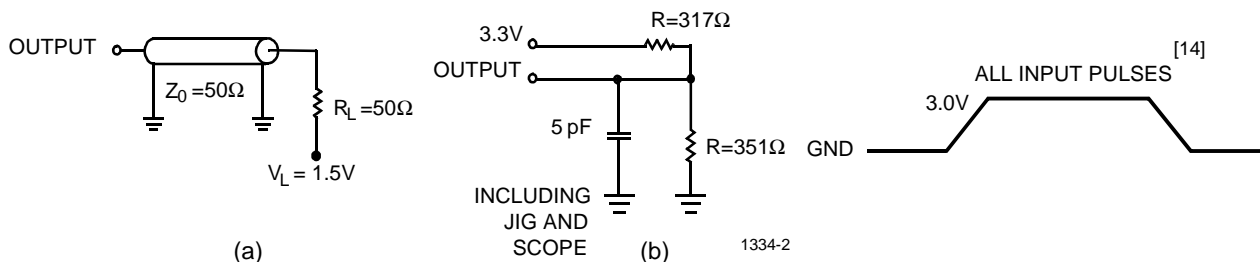 OUTPUT
Z0 =50Ω
RL =50Ω
VL = 1.5V
(a)
R=317Ω
3.3V
OUTPUT
5 pF
R=351Ω
INCLUDING
JIG AND
SCOPE
(b)
1334-2
[14]
ALL INPUT PULSES
3.0V
GND